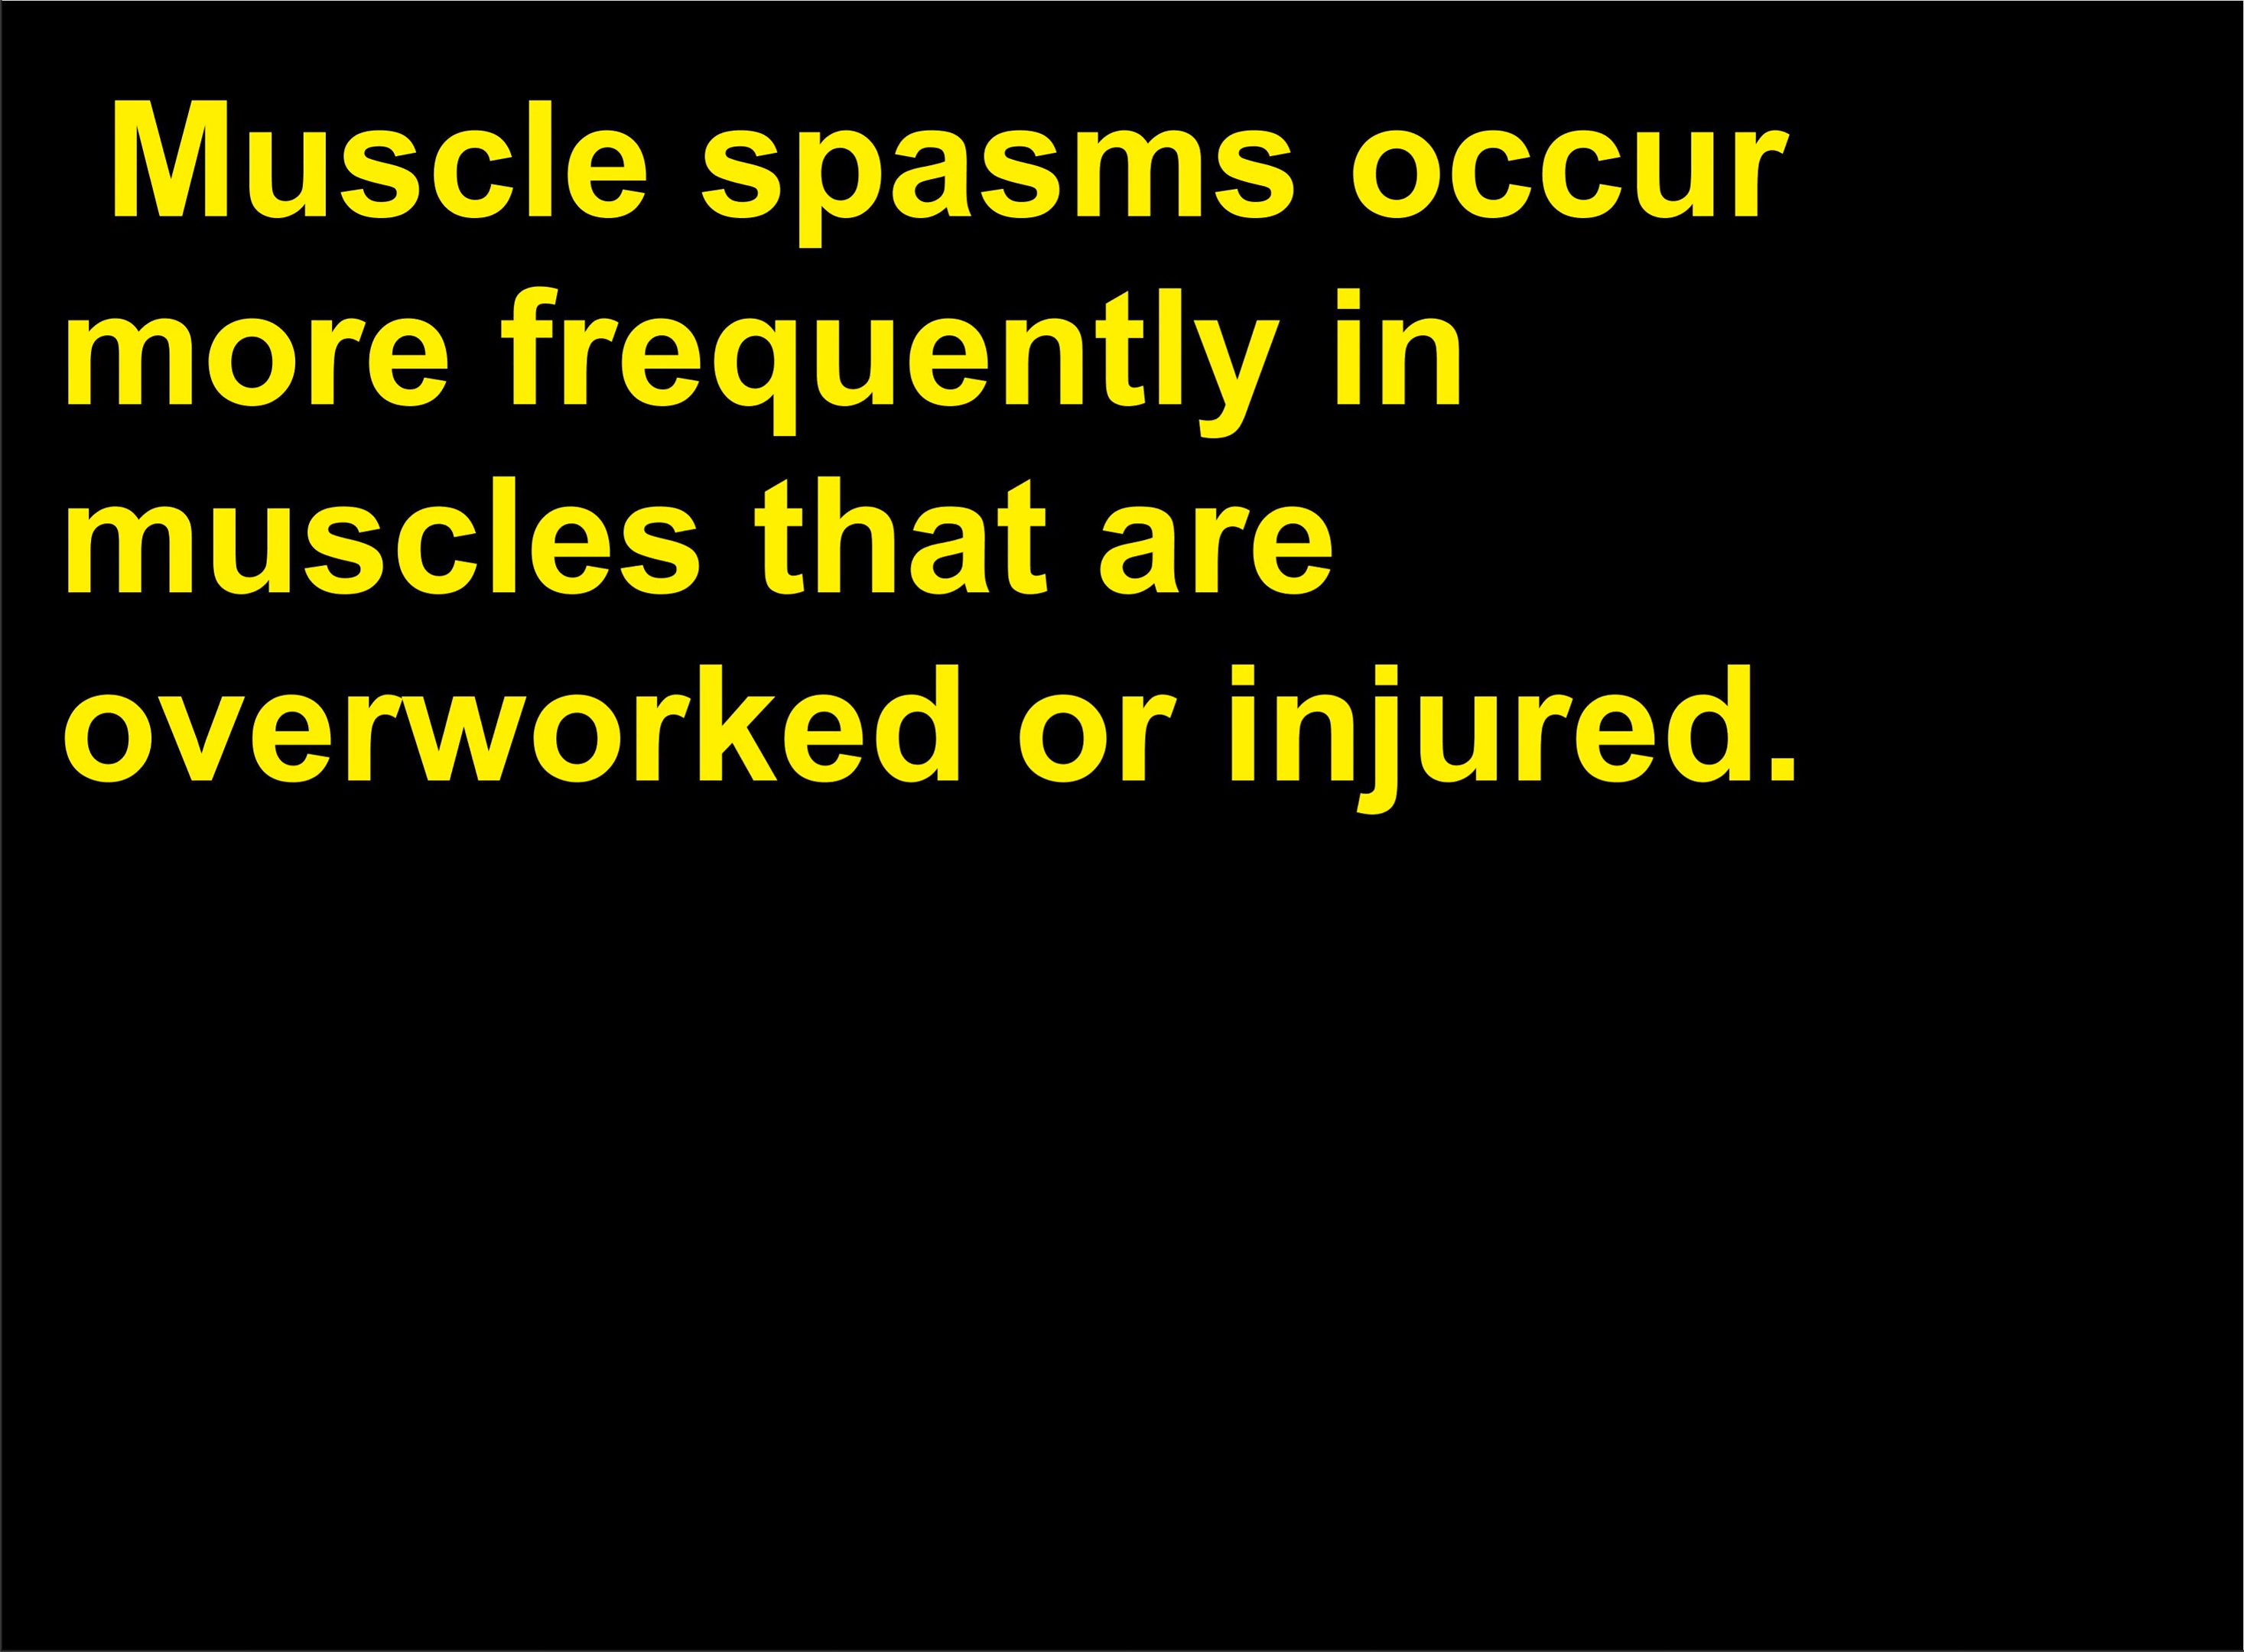 Muscle spasms occur
more frequently in
muscles that are
overworked or injured.